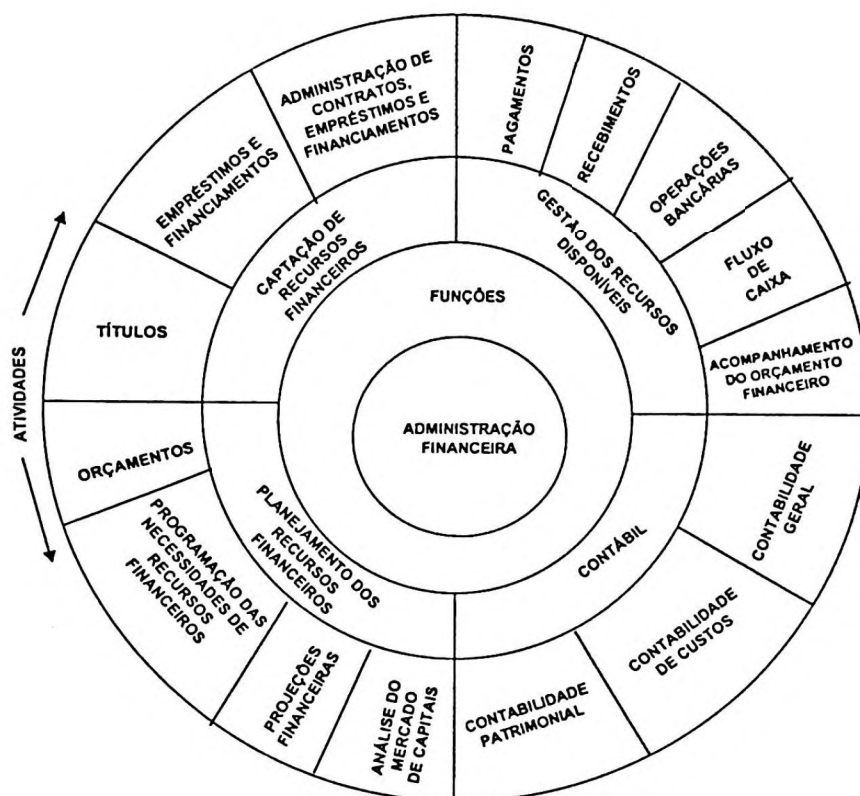 ADMINISTRAÇÃO DE
CONTRATOS,
EMPRÉSTIMOS E
FINANCIAMENTOS
PAGAMENTOS
RECEBIMENTOS
OPERAÇÕES
BANCÁRIAS
FLUXO
DE
CAIXA
ACOMPANHAMENTO
DO ORÇAMENTO
FINANCEIRO
EMPRÉSTIMOS E
FINANCIAMENTOS
TÍTULOS
CAPTAÇÃO DE
RECURSOS
FINANCEIROS
GESTÃO DOS RECURSOS
DISPONÍVEIS
FUNÇÕES
ADMINISTRAÇÃO
FINANCEIRA
ATIVIDADES
ORÇAMENTOS
PROGRAMAÇÃO DAS
NECESSIDADES DE
RECURSOS
FINANCEIROS
PROJEÇÕES
FINANCEIRAS
ANÁLISE DO
MERCADO
DE CAPITAIS
PLANEJAMENTO DOS
RECURSOS
FINANCEIROS
CONTÁBIL
CONTABILIDADE
GERAL
CONTABILIDADE
DE CUSTOS
CONTABILIDADE
PATRIMONIAL